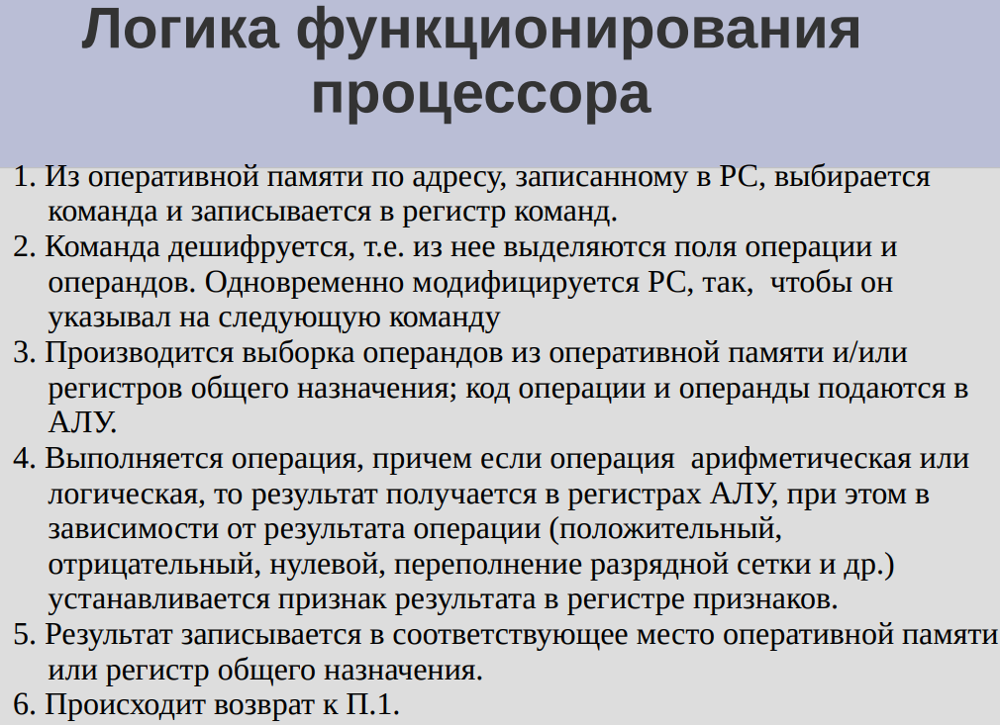 Логика функционирования
процессора
1. Из оперативной памяти по адресу, записанному в РС, выбирается
команда и записывается в регистр команд.
2. Команда дешифруется, т.е. из нее выделяются поля операции и
операндов. Одновременно модифицируется РС, так,  чтобы он
указывал на следующую команду
3. Производится выборка операндов из оперативной памяти и/или
регистров общего назначения; код операции и операнды подаются в
АЛУ.
4. Выполняется операция, причем если операция  арифметическая или
логическая, то результат получается в регистрах АЛУ, при этом в
зависимости от результата операции (положительный,
отрицательный, нулевой, переполнение разрядной сетки и др.)
устанавливается признак результата в регистре признаков.
5. Результат записывается в соответствующее место оперативной памяти
или регистр общего назначения.
6. Происходит возврат к П.1.